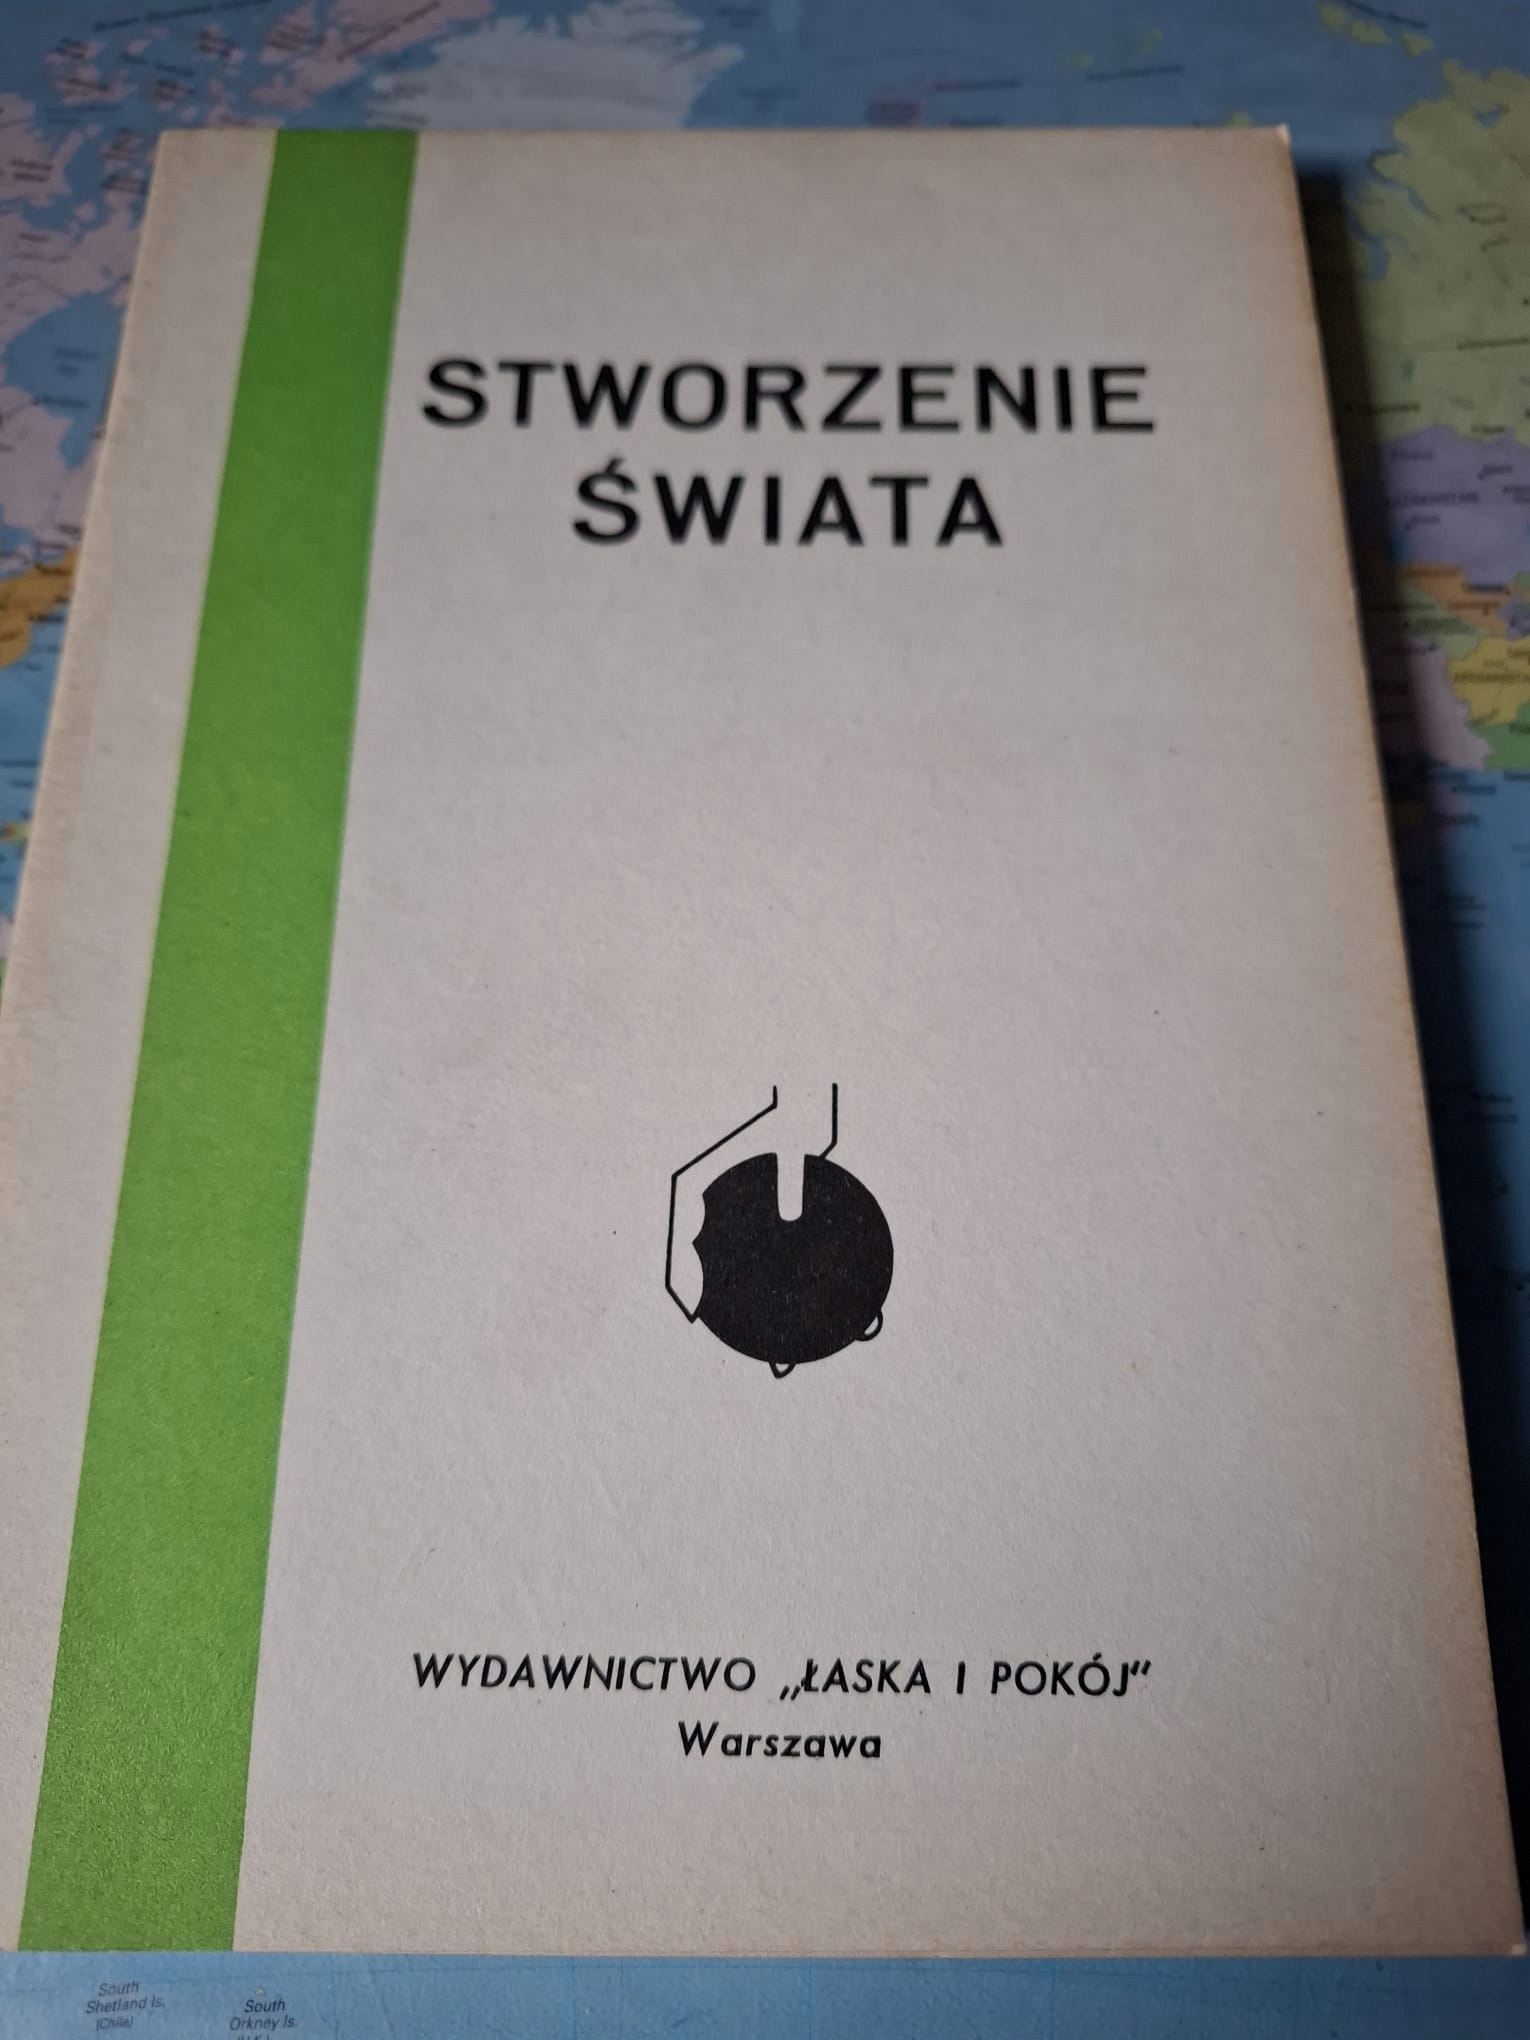 STWORZENIE
ŚWIATA
WYDAWNICTWO „ŁASKA I POKÓJ”
Warszawa
South
Shetland Is.
(Chile)
South
Orkney Is.